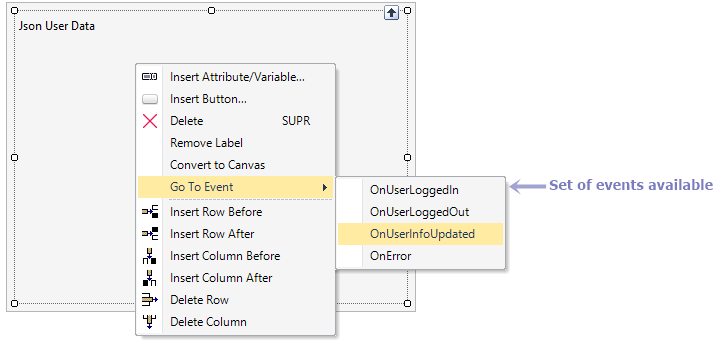 Json User Data
Insert Attribute/Variable...
Insert Button...
Delete SUPR
Remove Label
Convert to Canvas
Go To Event
Insert Row Before
Insert Row After
Insert Column Before
Insert Column After
Delete Row
Delete Column
OnUserLoggedIn
OnUserLoggedOut
OnUserInfoUpdated
OnError
Set of events available